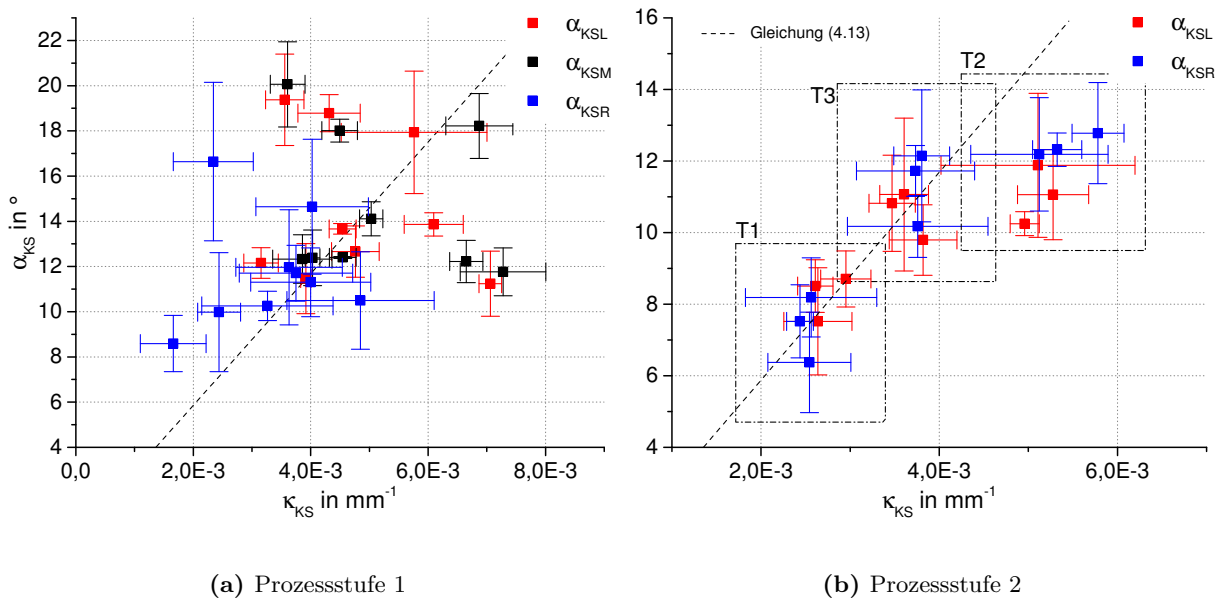 α_KSL
α_KSM
α_KSR
α_KS in °
22
20
18
16
14
12
10
8
6
4
0,0
2,0E-3
4,0E-3
6,0E-3
8,0E-3
κ_KS in mm⁻¹
(a) Prozessstufe 1
Gleichung (4.13)
α_KSL
α_KSR
T2
T3
T1
16
14
12
10
8
6
4
2,0E-3
4,0E-3
6,0E-3
κ_KS in mm⁻¹
(b) Prozessstufe 2